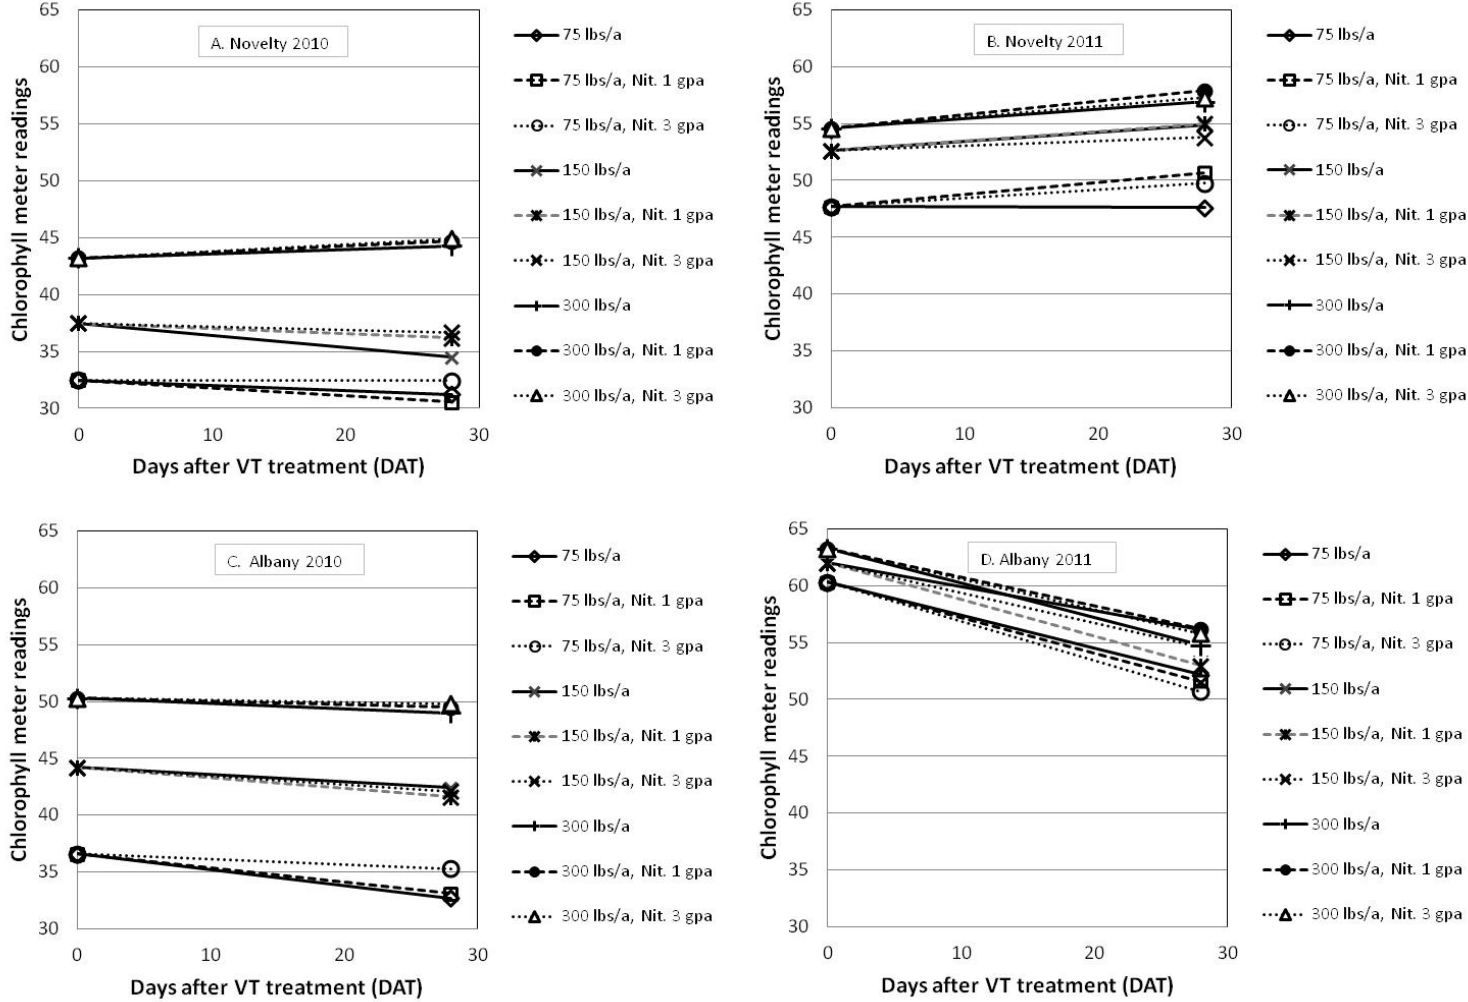 A. Novelty 2010
Chlorophyll meter readings
65
60
55
50
45
40
35
30
0
10
20
30
Days after VT treatment (DAT)
75 lbs/a
75 lbs/a, Nit. 1 gpa
75 lbs/a, Nit. 3 gpa
150 lbs/a
150 lbs/a, Nit. 1 gpa
150 lbs/a, Nit. 3 gpa
300 lbs/a
300 lbs/a, Nit. 1 gpa
300 lbs/a, Nit. 3 gpa
B. Novelty 2011
Chlorophyll meter readings
65
60
55
50
45
40
35
30
0
10
20
30
Days after VT treatment (DAT)
75 lbs/a
75 lbs/a, Nit. 1 gpa
75 lbs/a, Nit. 3 gpa
150 lbs/a
150 lbs/a, Nit. 1 gpa
150 lbs/a, Nit. 3 gpa
300 lbs/a
300 lbs/a, Nit. 1 gpa
300 lbs/a, Nit. 3 gpa
C. Albany 2010
Chlorophyll meter readings
65
60
55
50
45
40
35
30
0
10
20
30
Days after VT treatment (DAT)
75 lbs/a
75 lbs/a, Nit. 1 gpa
75 lbs/a, Nit. 3 gpa
150 lbs/a
150 lbs/a, Nit. 1 gpa
150 lbs/a, Nit. 3 gpa
300 lbs/a
300 lbs/a, Nit. 1 gpa
300 lbs/a, Nit. 3 gpa
D. Albany 2011
Chlorophyll meter readings
65
60
55
50
45
40
35
30
0
10
20
30
Days after VT treatment (DAT)
75 lbs/a
75 lbs/a, Nit. 1 gpa
75 lbs/a, Nit. 3 gpa
150 lbs/a
150 lbs/a, Nit. 1 gpa
150 lbs/a, Nit. 3 gpa
300 lbs/a
300 lbs/a, Nit. 1 gpa
300 lbs/a, Nit. 3 gpa